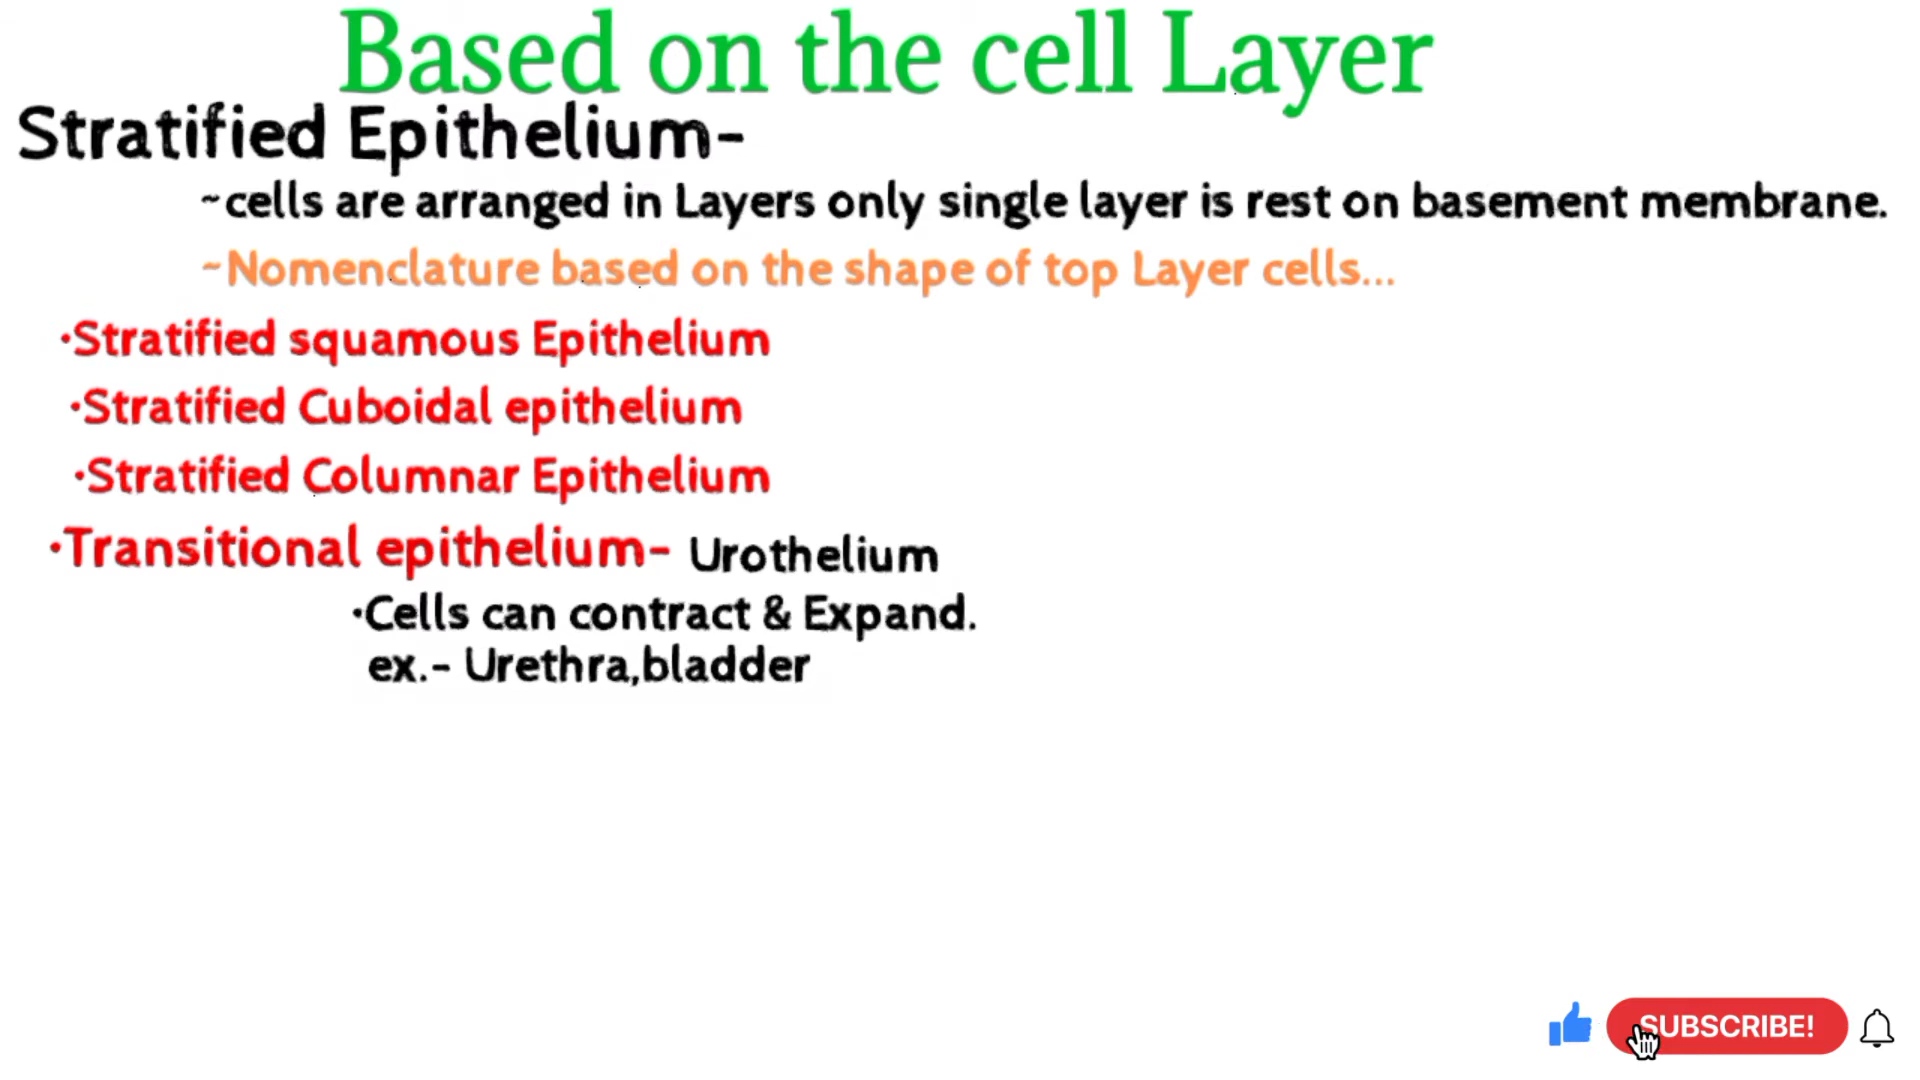 Based on the cell Layer
Stratified Epithelium-
~cells are arranged in Layers only single layer is rest on basement membrane.
~Nomenclature based on the shape of top Layer cells...
·Stratified squamous Epithelium
·Stratified Cuboidal epithelium
·Stratified Columnar Epithelium
·Transitional epithelium- Urothelium
·Cells can contract & Expand.
ex.- Urethra,bladder
SUBSCRIBE!